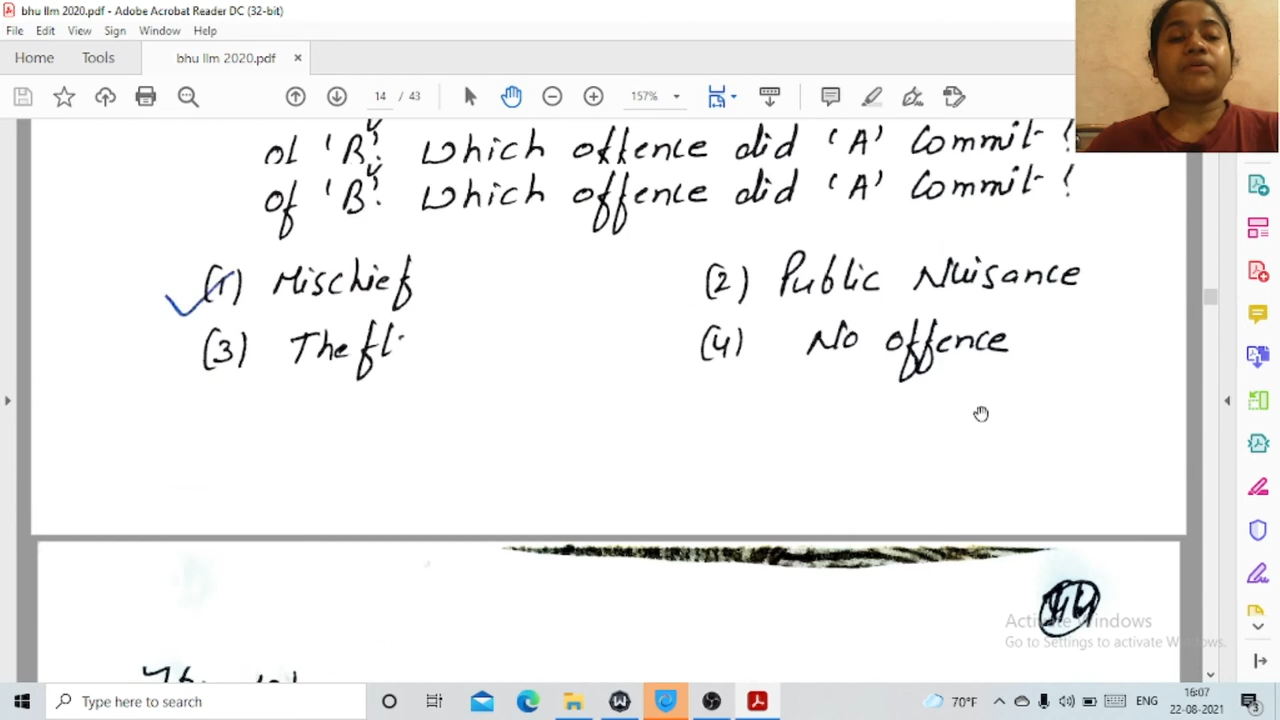 bhu llm 2020.pdf - Adobe Acrobat Reader DC (32-bit)
File Edit View Sign Window Help
Home Tools bhu llm 2020.pdf ×
14 / 43 157%
of 'B'. Which offence did 'A' Commit?
of 'B'. Which offence did 'A' Commit?
(1) Mischief (2) Public Nuisance
(3) Theft (4) No offence
Activate Windows
Go to Settings to activate Windows.
Type here to search
70°F ENG 16:07
22-08-2021
3